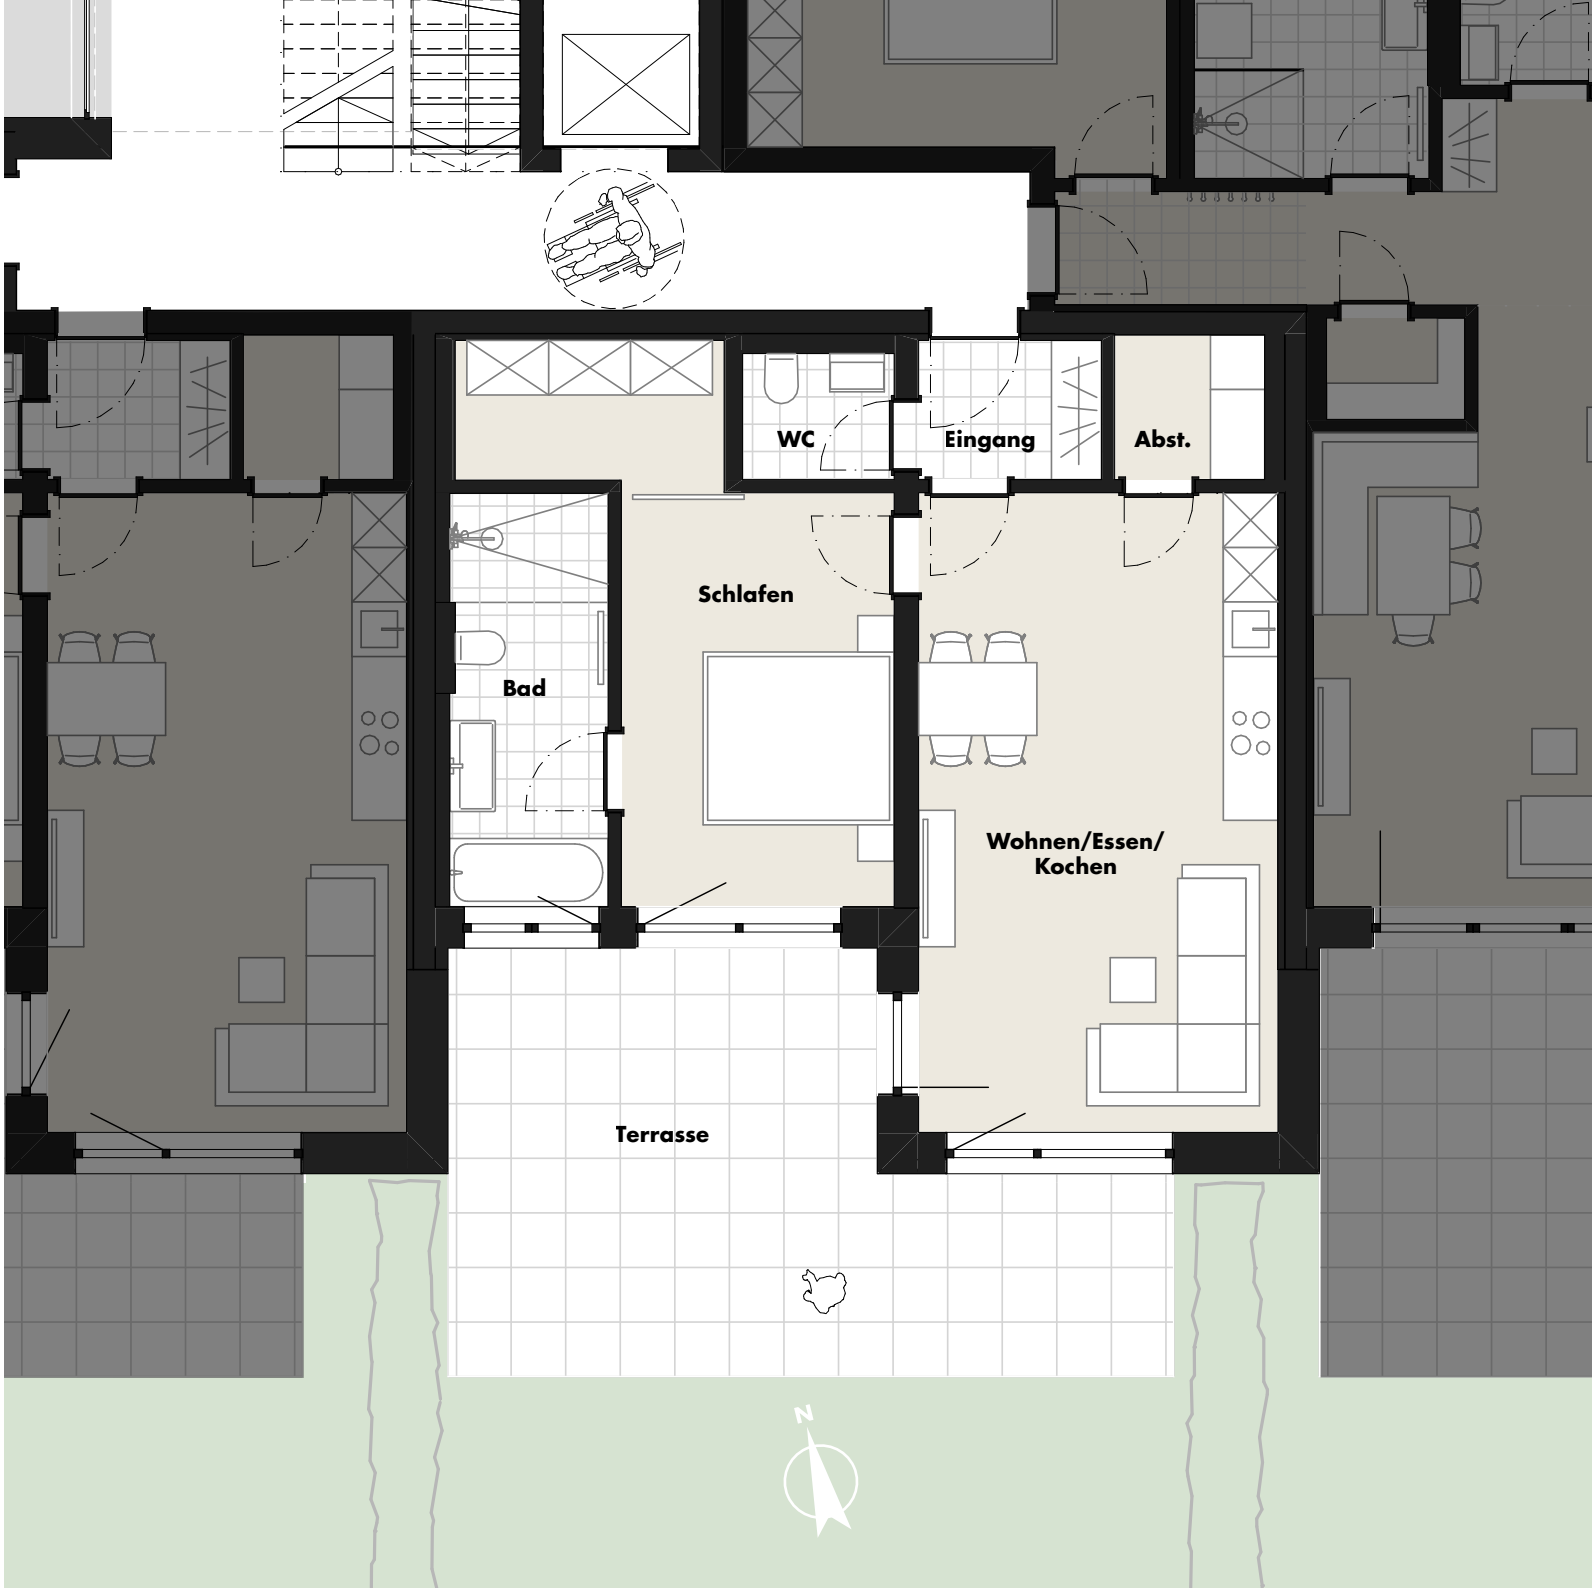 WC
Eingang
Abst.
Schlafen
Bad
Wohnen/Essen/
Kochen
Terrasse
N